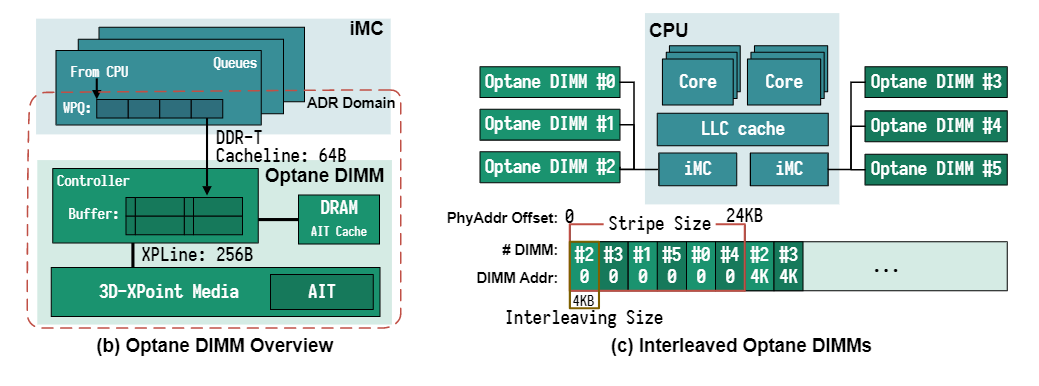 iMC
Queues
From CPU
WPQ:
ADR Domain
DDR-T
Cacheline: 64B
Optane DIMM
Controller
Buffer:
DRAM
AIT Cache
XPLine: 256B
3D-XPoint Media
AIT
(b) Optane DIMM Overview
CPU
Optane DIMM #0
Optane DIMM #1
Optane DIMM #2
Core
Core
LLC cache
iMC
iMC
Optane DIMM #3
Optane DIMM #4
Optane DIMM #5
PhyAddr Offset: 0 24KB
Stripe Size
# DIMM: #2 #3 #1 #5 #0 #4 #2 #3
DIMM Addr: 0 0 0 0 0 0 4K 4K
...
4KB
Interleaving Size
(c) Interleaved Optane DIMMs